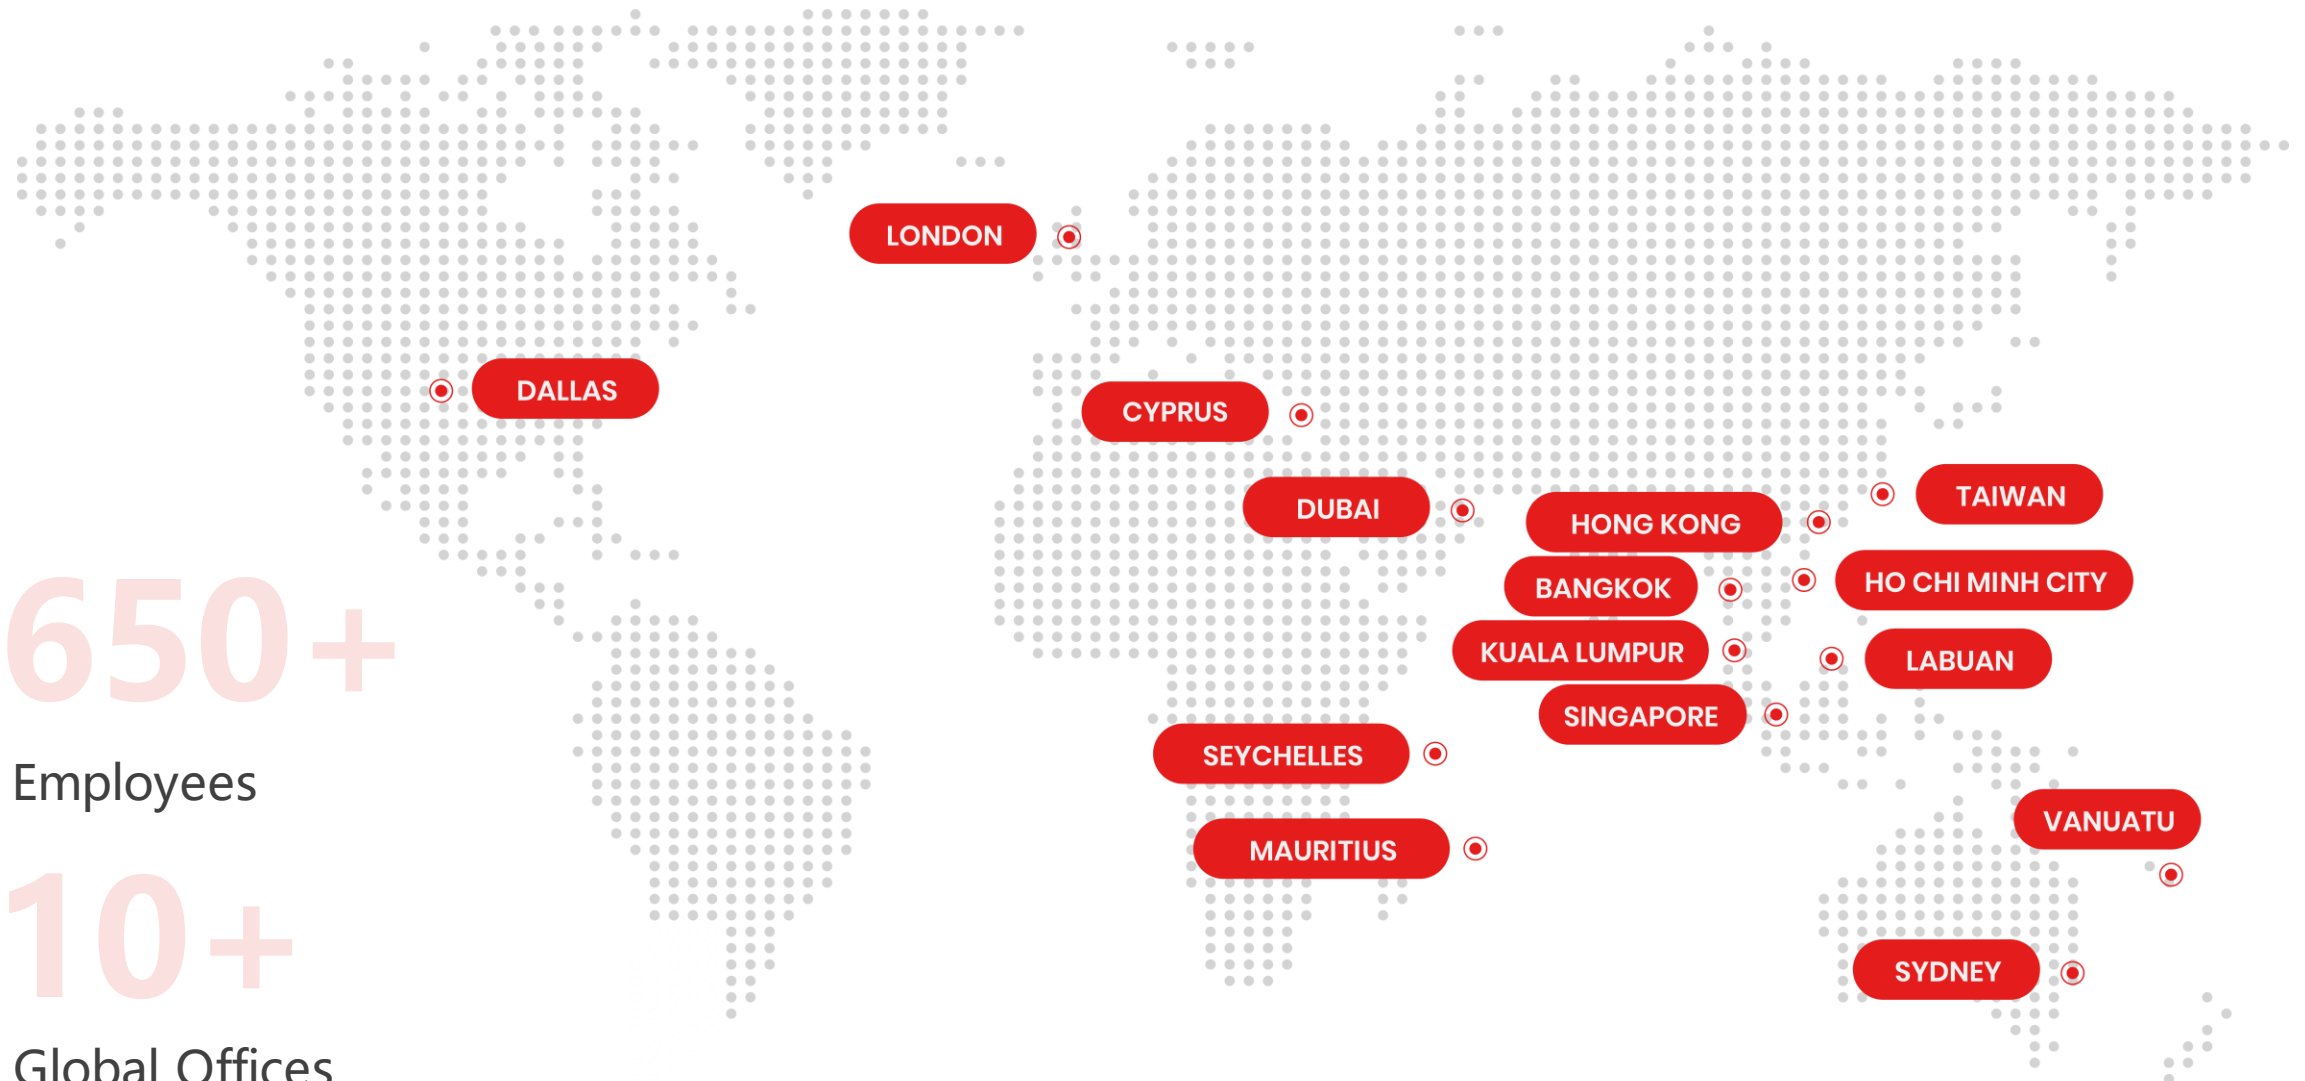 LONDON
DALLAS
CYPRUS
DUBAI
TAIWAN
HONG KONG
BANGKOK
HO CHI MINH CITY
KUALA LUMPUR
LABUAN
SINGAPORE
SEYCHELLES
MAURITIUS
VANUATU
SYDNEY
650+
Employees
10+
Global Offices